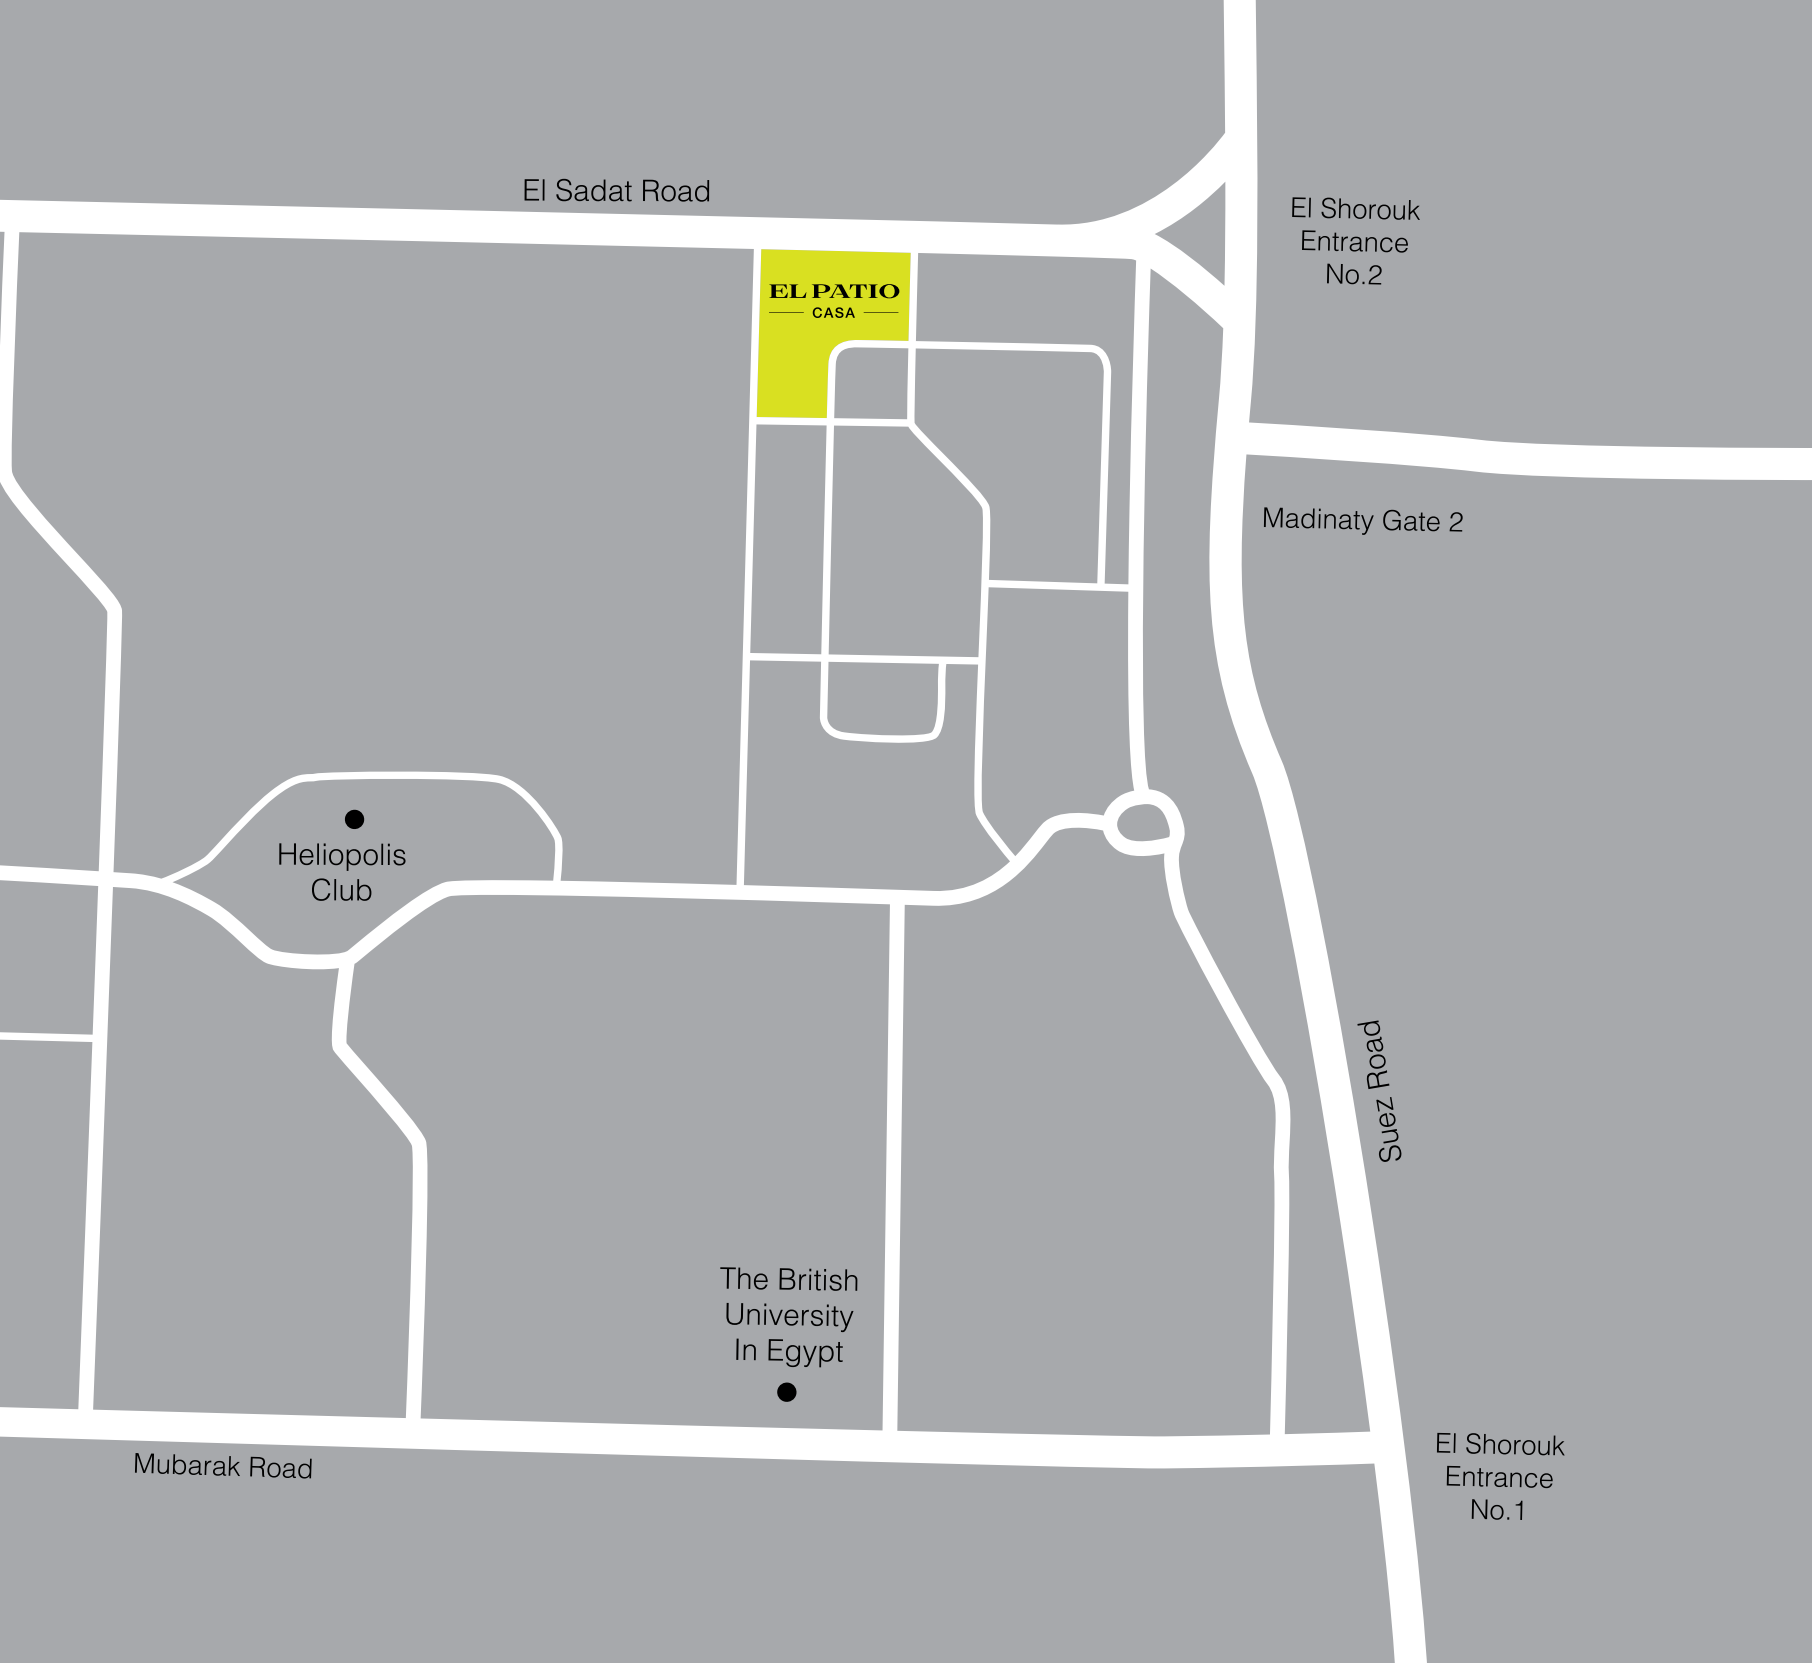 El Sadat Road
El Shorouk
Entrance
No.2
EL PATIO
CASA
Madinaty Gate 2
Heliopolis
Club
Suez Road
The British
University
In Egypt
Mubarak Road
El Shorouk
Entrance
No.1